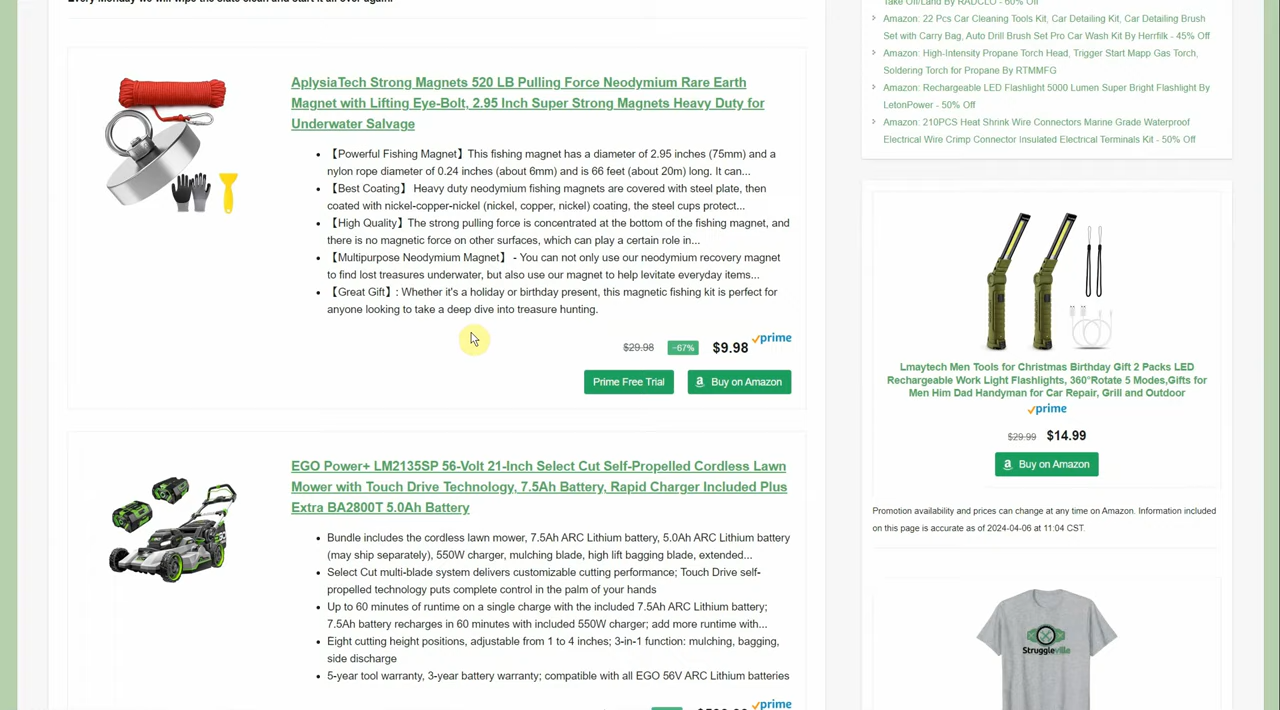 Every Monday we will wipe the slate clean and start it all over again!
AplysiaTech Strong Magnets 520 LB Pulling Force Neodymium Rare Earth
Magnet with Lifting Eye-Bolt, 2.95 Inch Super Strong Magnets Heavy Duty for
Underwater Salvage
【Powerful Fishing Magnet】This fishing magnet has a diameter of 2.95 inches (75mm) and a
nylon rope diameter of 0.24 inches (about 6mm) and is 66 feet (about 20m) long. It can...
【Best Coating】 Heavy duty neodymium fishing magnets are covered with steel plate, then
coated with nickel-copper-nickel (nickel, copper, nickel) coating, the steel cups protect...
【High Quality】The strong pulling force is concentrated at the bottom of the fishing magnet, and
there is no magnetic force on other surfaces, which can play a certain role in...
【Multipurpose Neodymium Magnet】 - You can not only use our neodymium recovery magnet
to find lost treasures underwater, but also use our magnet to help levitate everyday items...
【Great Gift】: Whether it's a holiday or birthday present, this magnetic fishing kit is perfect for
anyone looking to take a deep dive into treasure hunting.
$29.98 −67% $9.98 prime
Prime Free Trial Buy on Amazon
EGO Power+ LM2135SP 56-Volt 21-Inch Select Cut Self-Propelled Cordless Lawn
Mower with Touch Drive Technology, 7.5Ah Battery, Rapid Charger Included Plus
Extra BA2800T 5.0Ah Battery
Bundle includes the cordless lawn mower, 7.5Ah ARC Lithium battery, 5.0Ah ARC Lithium battery
(may ship separately), 550W charger, mulching blade, high lift bagging blade, extended...
Select Cut multi-blade system delivers customizable cutting performance; Touch Drive self-
propelled technology puts complete control in the palm of your hands
Up to 60 minutes of runtime on a single charge with the included 7.5Ah ARC Lithium battery;
7.5Ah battery recharges in 60 minutes with included 550W charger; add more runtime with...
Eight cutting height positions, adjustable from 1 to 4 inches; 3-in-1 function: mulching, bagging,
side discharge
5-year tool warranty, 3-year battery warranty; compatible with all EGO 56V ARC Lithium batteries
prime
Take Off/Land By RADCLO - 60% Off
Amazon: 22 Pcs Car Cleaning Tools Kit, Car Detailing Kit, Car Detailing Brush
Set with Carry Bag, Auto Drill Brush Set Pro Car Wash Kit By Herrfilk - 45% Off
Amazon: High-Intensity Propane Torch Head, Trigger Start Mapp Gas Torch,
Soldering Torch for Propane By RTMMFG
Amazon: Rechargeable LED Flashlight 5000 Lumen Super Bright Flashlight By
LetonPower - 50% Off
Amazon: 210PCS Heat Shrink Wire Connectors Marine Grade Waterproof
Electrical Wire Crimp Connector Insulated Electrical Terminals Kit - 50% Off
Lmaytech Men Tools for Christmas Birthday Gift 2 Packs LED
Rechargeable Work Light Flashlights, 360°Rotate 5 Modes,Gifts for
Men Him Dad Handyman for Car Repair, Grill and Outdoor
prime
$29.99 $14.99
Buy on Amazon
Promotion availability and prices can change at any time on Amazon. Information included
on this page is accurate as of 2024-04-06 at 11:04 CST.
Struggleville